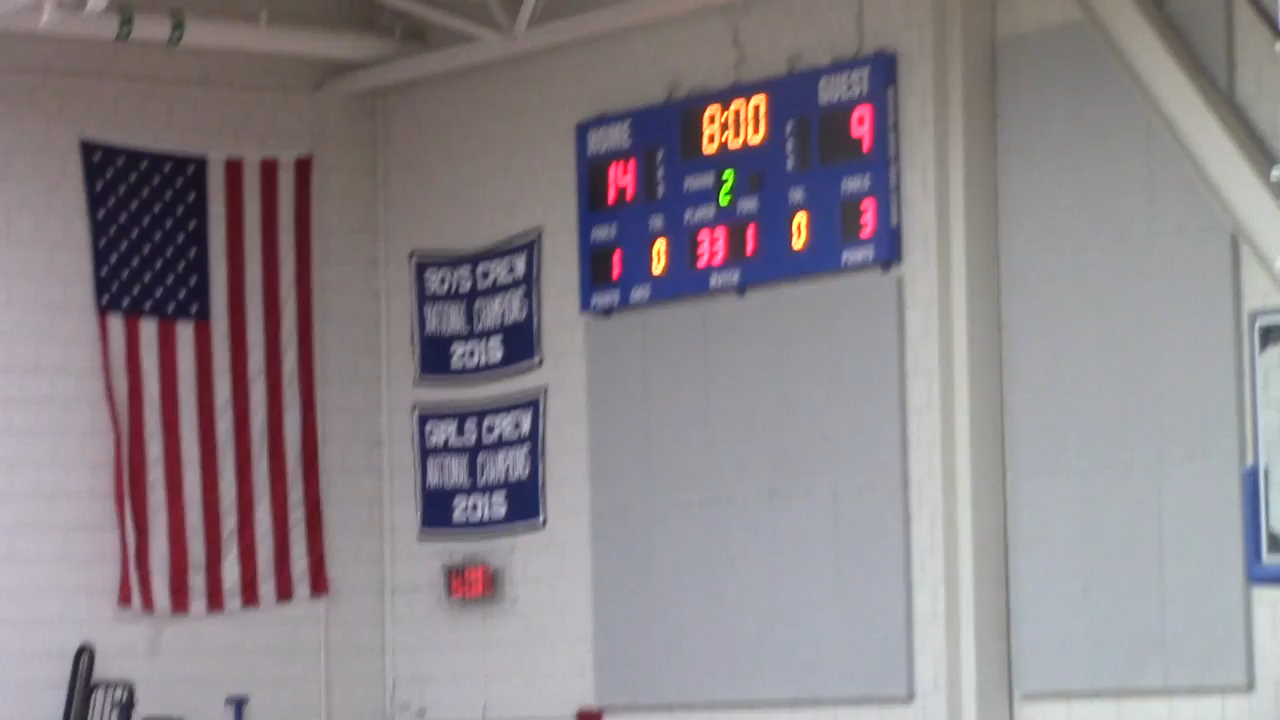 HOME 8:00 GUEST
14 9
PERIOD 2
FOULS PLAYER FOUL FOULS
1 0 33 1 0 3
BOYS CREW
NATIONAL CHAMPIONS
2015
GIRLS CREW
NATIONAL CHAMPIONS
2015